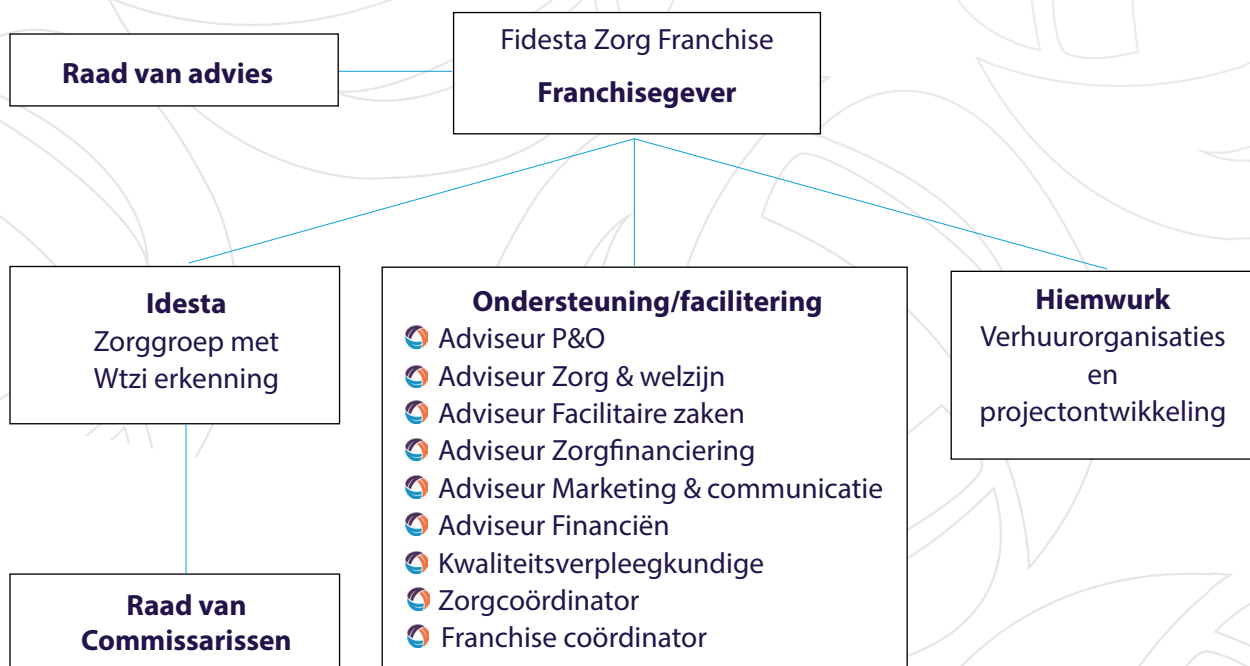 Raad van advies
Fidesta Zorg Franchise
Franchisegever
Idesta
Zorggroep met
Wtzi erkenning
Raad van
Commissarissen
Ondersteuning/facilitering
Adviseur P&O
Adviseur Zorg & welzijn
Adviseur Facilitaire zaken
Adviseur Zorgfinanciering
Adviseur Marketing & communicatie
Adviseur Financiën
Kwaliteitsverpleegkundige
Zorgcoördinator
Franchise coördinator
Hiemwurk
Verhuurorganisaties
en
projectontwikkeling